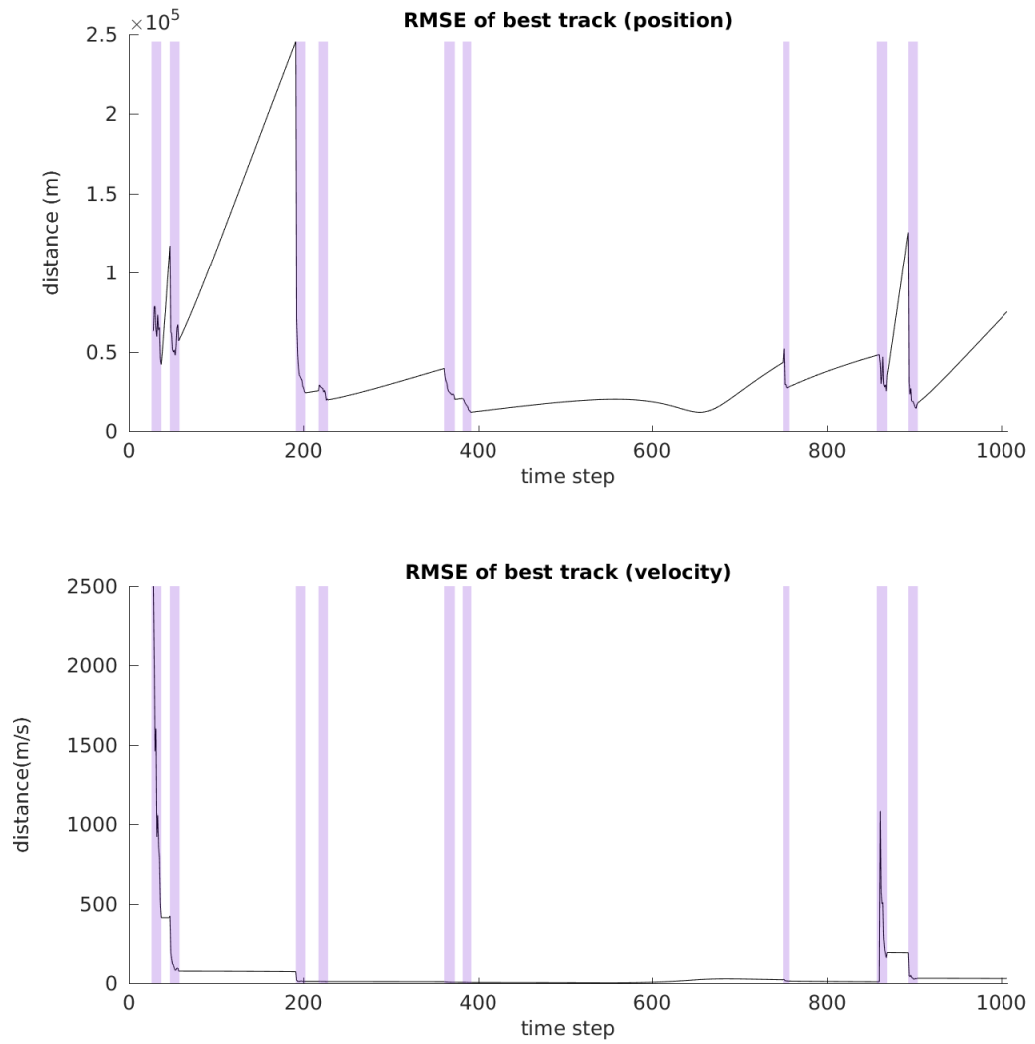 RMSE of best track (position)
×10⁵
2.5
2
1.5
1
0.5
0
distance (m)
0 200 400 600 800 1000
time step
RMSE of best track (velocity)
2500
2000
1500
1000
500
0
distance(m/s)
0 200 400 600 800 1000
time step